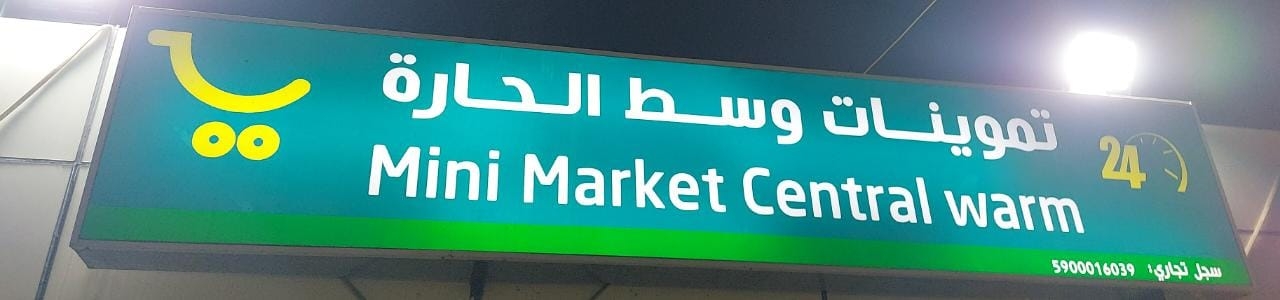 تموينات وسط الحارة
Mini Market Central warm
24
سجل تجاري: 5900016039